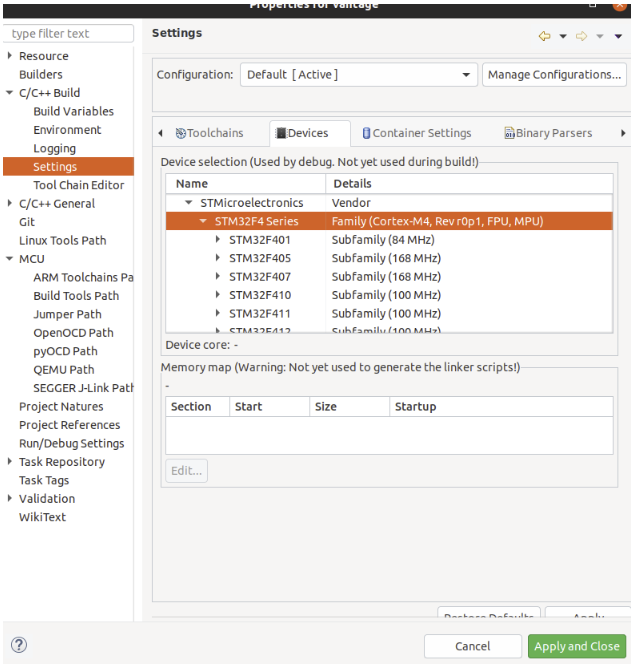 Properties for vantage
type filter text
Resource
Builders
C/C++ Build
Build Variables
Environment
Logging
Settings
Tool Chain Editor
C/C++ General
Git
Linux Tools Path
MCU
ARM Toolchains Pa
Build Tools Path
Jumper Path
OpenOCD Path
pyOCD Path
QEMU Path
SEGGER J-Link Path
Project Natures
Project References
Run/Debug Settings
Task Repository
Task Tags
Validation
WikiText
Settings
Configuration: Default [ Active ] Manage Configurations...
Toolchains Devices Container Settings Binary Parsers
Device selection (Used by debug. Not yet used during build!)
Name Details
STMicroelectronics Vendor
STM32F4 Series Family (Cortex-M4, Rev r0p1, FPU, MPU)
STM32F401 Subfamily (84 MHz)
STM32F405 Subfamily (168 MHz)
STM32F407 Subfamily (168 MHz)
STM32F410 Subfamily (100 MHz)
STM32F411 Subfamily (100 MHz)
STM32F412 Subfamily (100 MHz)
Device core: -
Memory map (Warning: Not yet used to generate the linker scripts!)
-
Section Start Size Startup
Edit...
Restore Defaults Apply
Cancel Apply and Close